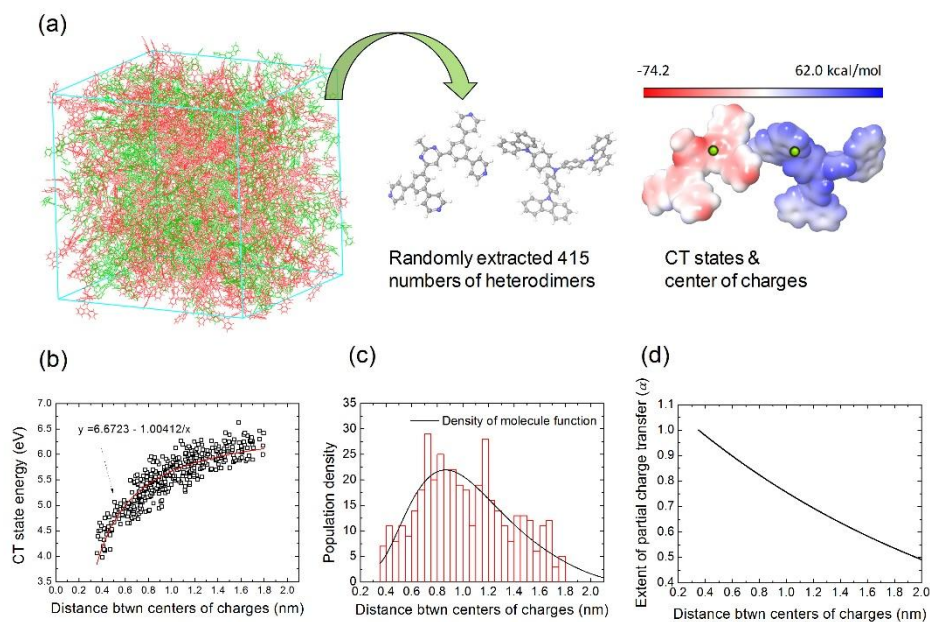 (a)
-74.2
62.0 kcal/mol
Randomly extracted 415
numbers of heterodimers
CT states &
center of charges
(b)
y =6.6723 - 1.00412/x
CT state energy (eV)
7.0
6.5
6.0
5.5
5.0
4.5
4.0
3.5
0.2 0.4 0.6 0.8 1.0 1.2 1.4 1.6 1.8 2.0
Distance btwn centers of charges (nm)
(c)
Density of molecule function
Population density
35
30
25
20
15
10
5
0
0.2 0.4 0.6 0.8 1.0 1.2 1.4 1.6 1.8 2.0
Distance btwn centers of charges (nm)
(d)
Extent of partial charge transfer (α)
1.0
0.9
0.8
0.7
0.6
0.5
0.4
0.3
0.2
0.1
0.0
0.2 0.4 0.6 0.8 1.0 1.2 1.4 1.6 1.8 2.0
Distance btwn centers of charges (nm)